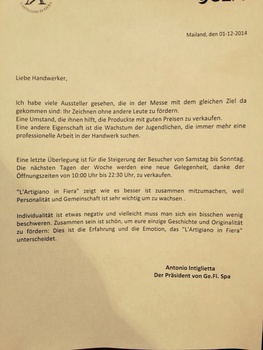 Mailand, den 01-12-2014
Liebe Handwerker,
Ich habe viele Aussteller gesehen, die in der Messe mit dem gleichen Ziel da
gekommen sind: Ihr Zeichnen ohne andere Leute zu fördern.
Eine Umstand, die ihnen hilft, die Produckte mit guten Preisen zu verkaufen.
Eine andere Eigenschaft ist die Wachstum der Jugendlichen, die immer mehr eine
professionelle Arbeit in der Handwerk suchen.
Eine letzte Überlegung ist für die Steigerung der Besucher von Samstag bis Sonntag.
Die nächsten Tagen der Woche werden eine neue Gelegenheit, danke der
Öffnungszeiten von 10:00 Uhr bis 22:30 Uhr, zu verkaufen.
"L'Artigiano in Fiera" zeigt wie es besser ist zusammen mitzumachen, weil
Personalität und Gemeinschaft ist sehr wichtig um zu wachsen .
Individualität ist etwas negativ und vielleicht muss man sich ein bisschen wenig
beschweren. Zusammen sein ist schön, um eure einzige Geschichte und Originalität
zu fördern: Dies ist die Erfahrung und die Emotion, das "L'Artigiano in Fiera"
unterscheidet.
Antonio Intiglietta
Der Präsident von Ge.Fi. Spa